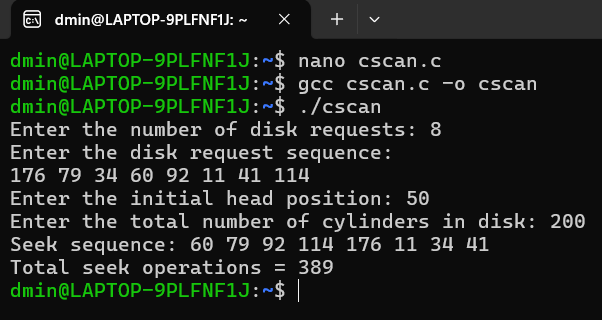 dmin@LAPTOP-9PLFNF1J: ~
dmin@LAPTOP-9PLFNF1J:~$ nano cscan.c
dmin@LAPTOP-9PLFNF1J:~$ gcc cscan.c -o cscan
dmin@LAPTOP-9PLFNF1J:~$ ./cscan
Enter the number of disk requests: 8
Enter the disk request sequence:
176 79 34 60 92 11 41 114
Enter the initial head position: 50
Enter the total number of cylinders in disk: 200
Seek sequence: 60 79 92 114 176 11 34 41
Total seek operations = 389
dmin@LAPTOP-9PLFNF1J:~$